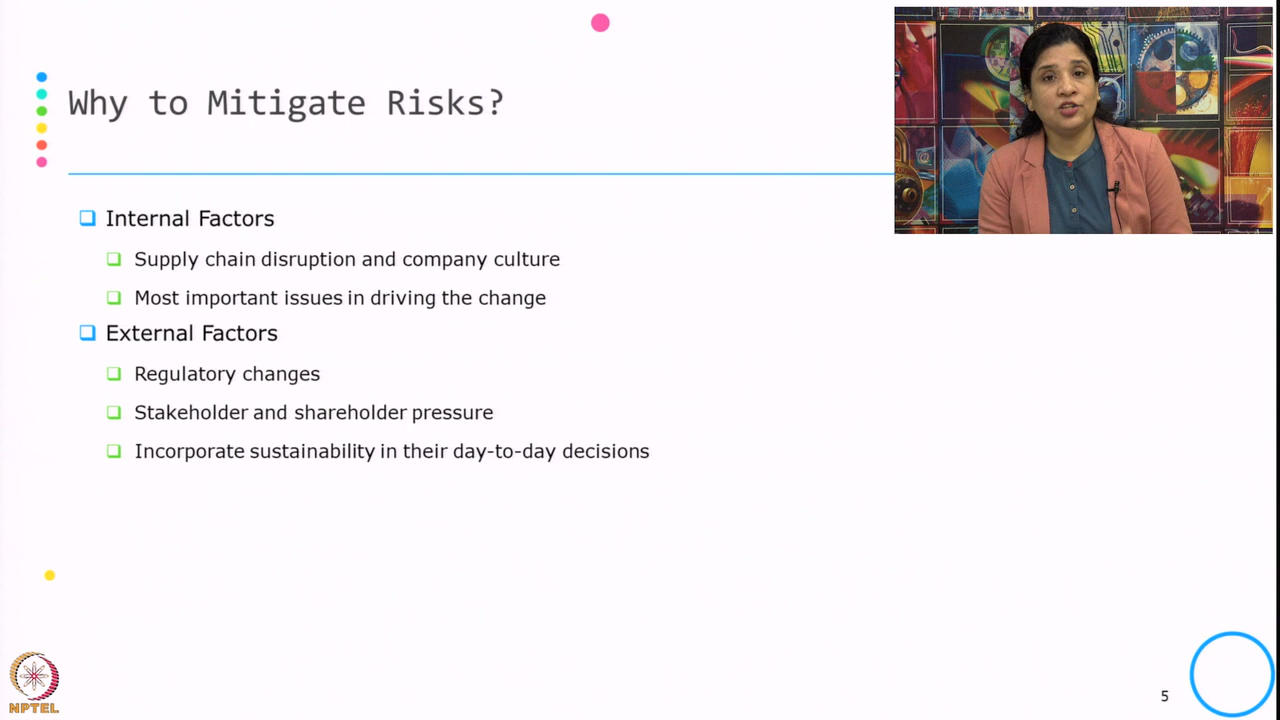 Why to Mitigate Risks?
Internal Factors
Supply chain disruption and company culture
Most important issues in driving the change
External Factors
Regulatory changes
Stakeholder and shareholder pressure
Incorporate sustainability in their day-to-day decisions
NPTEL
5